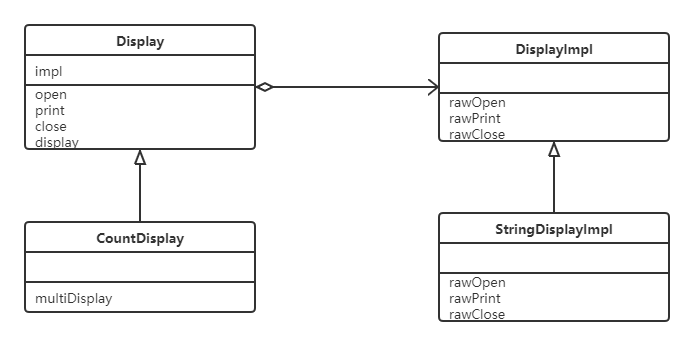 Display
impl
open
print
close
display
DisplayImpl
rawOpen
rawPrint
rawClose
CountDisplay
multiDisplay
StringDisplayImpl
rawOpen
rawPrint
rawClose